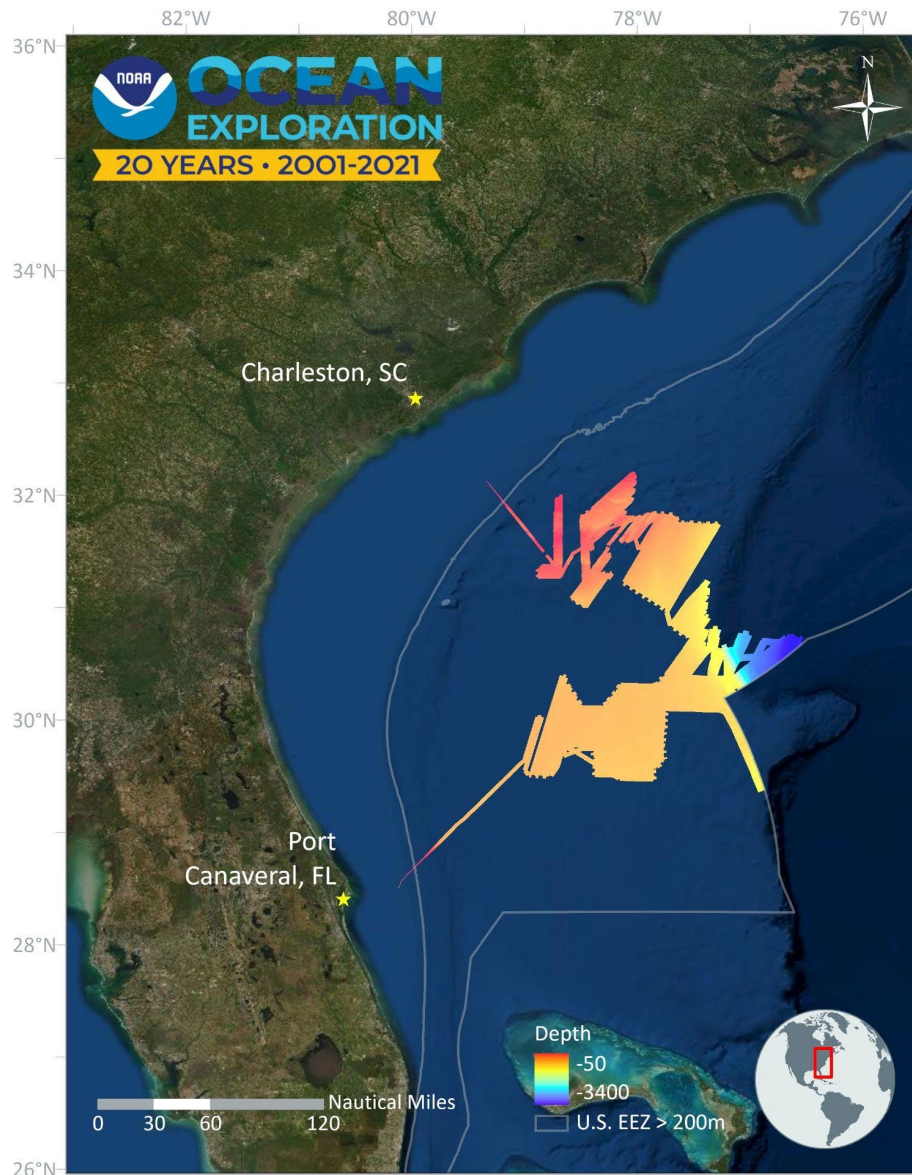 82°W 80°W 78°W 76°W
36°N
NOAA
OCEAN
EXPLORATION
20 YEARS • 2001-2021
N
34°N
Charleston, SC
32°N
30°N
Port
Canaveral, FL
28°N
Depth
-50
-3400
U.S. EEZ > 200m
Nautical Miles
0 30 60 120
26°N